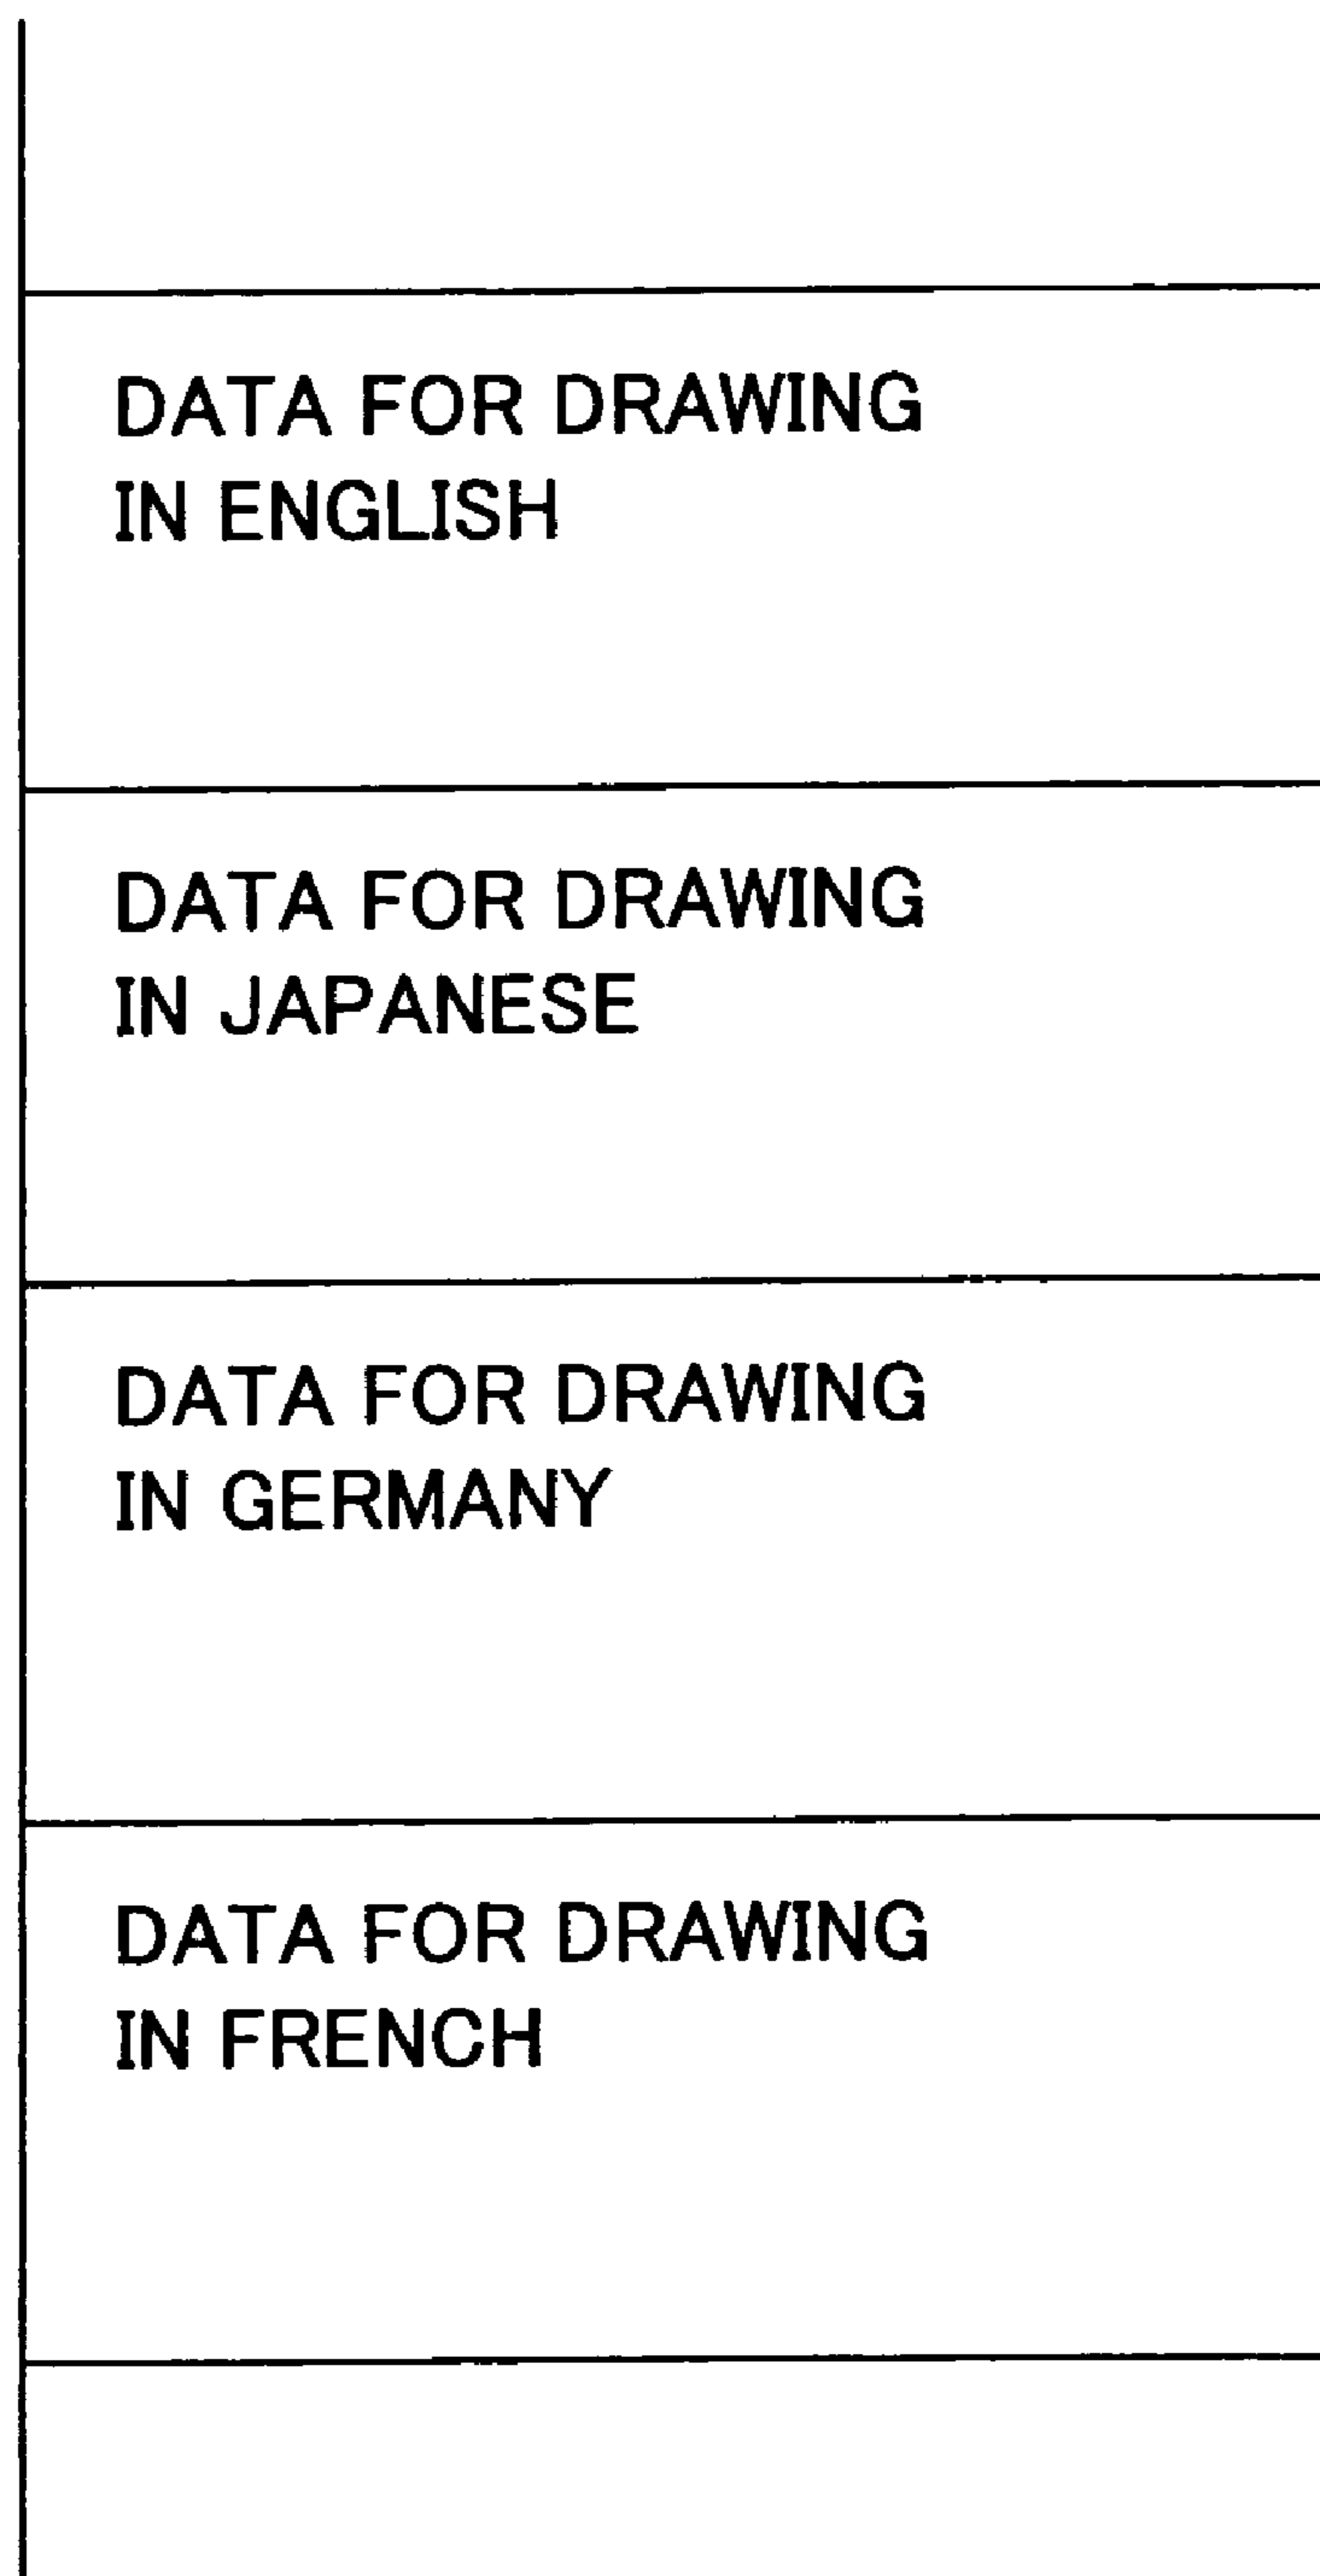 DATA FOR DRAWING
IN ENGLISH
DATA FOR DRAWING
IN JAPANESE
DATA FOR DRAWING
IN GERMANY
DATA FOR DRAWING
IN FRENCH